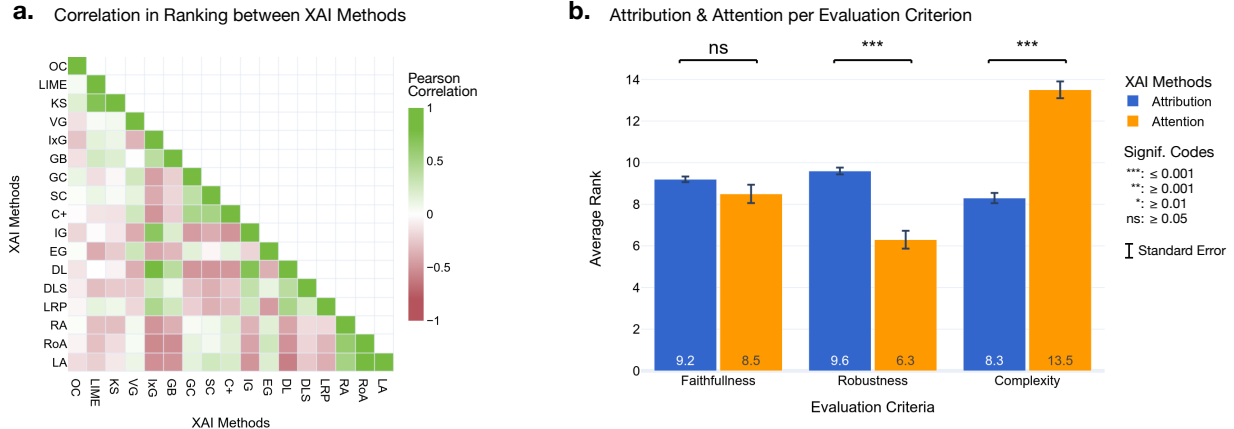 a. Correlation in Ranking between XAI Methods
XAI Methods
OC
LIME
KS
VG
IxG
GB
GC
SC
C+
IG
EG
DL
DLS
LRP
RA
RoA
LA
OC LIME KS VG IxG GB GC SC C+ IG EG DL DLS LRP RA RoA LA
XAI Methods
Pearson
Correlation
1
0.5
0
−0.5
−1
b. Attribution & Attention per Evaluation Criterion
ns *** ***
Average Rank
14
12
10
8
6
4
2
0
9.2 8.5 9.6 6.3 8.3 13.5
Faithfullness Robustness Complexity
Evaluation Criteria
XAI Methods
Attribution
Attention
Signif. Codes
***: ≤ 0.001
**: ≥ 0.001
*: ≥ 0.01
ns: ≥ 0.05
Standard Error